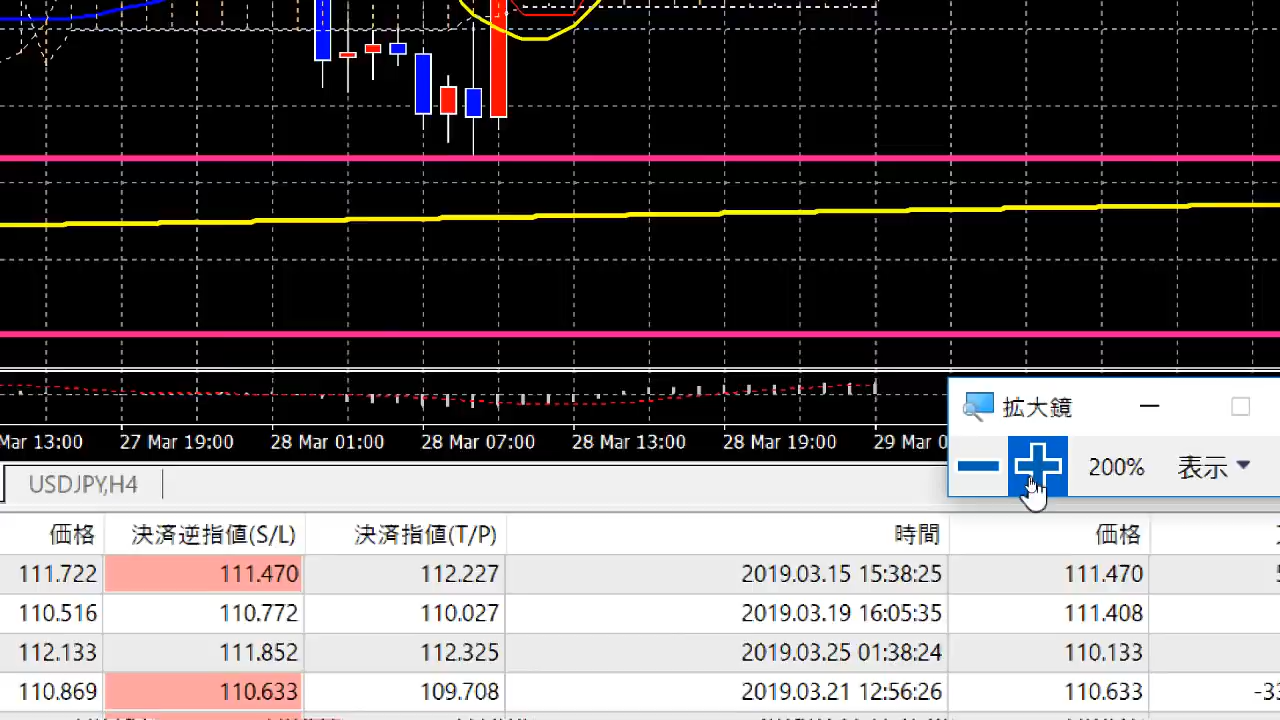 Mar 13:00 27 Mar 19:00 28 Mar 01:00 28 Mar 07:00 28 Mar 13:00 28 Mar 19:00 29 Mar
拡大鏡
200% 表示
USDJPY,H4
価格 決済逆指値(S/L) 決済指値(T/P) 時間 価格
111.722 111.470 112.227 2019.03.15 15:38:25 111.470
110.516 110.772 110.027 2019.03.19 16:05:35 111.408
112.133 111.852 112.325 2019.03.25 01:38:24 110.133
110.869 110.633 109.708 2019.03.21 12:56:26 110.633